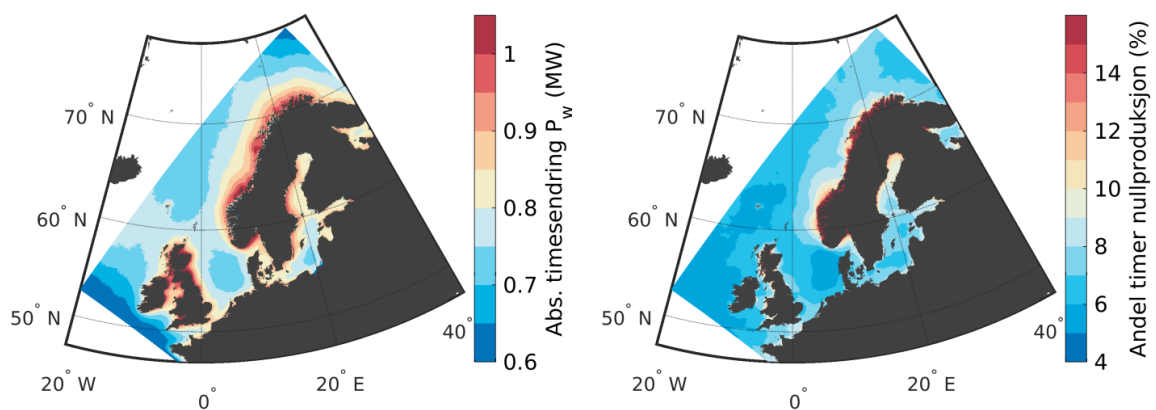 70° N
60° N
50° N
20° W
0°
20° E
40°
1
0.9
0.8
0.7
0.6
Abs. timesendring P_w (MW)
70° N
60° N
50° N
20° W
0°
20° E
40°
14
12
10
8
6
4
Andel timer nullproduksjon (%)